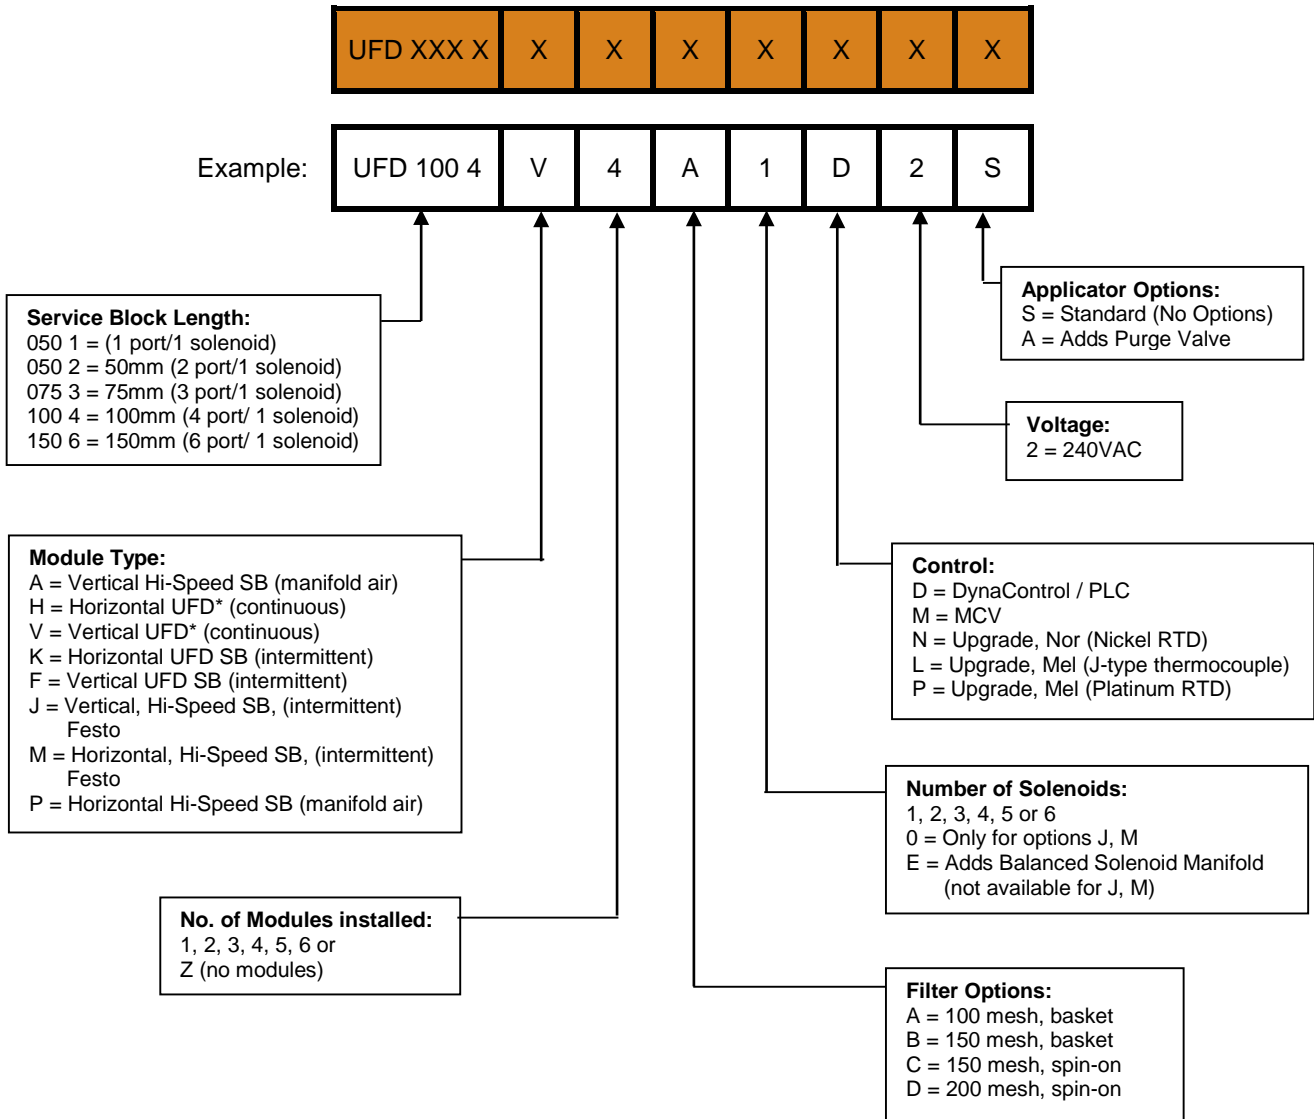 UFD XXX X X X X X X X X
Example: UFD 100 4 V 4 A 1 D 2 S
Service Block Length:
050 1 = (1 port/1 solenoid)
050 2 = 50mm (2 port/1 solenoid)
075 3 = 75mm (3 port/1 solenoid)
100 4 = 100mm (4 port/ 1 solenoid)
150 6 = 150mm (6 port/ 1 solenoid)
Applicator Options:
S = Standard (No Options)
A = Adds Purge Valve
Voltage:
2 = 240VAC
Module Type:
A = Vertical Hi-Speed SB (manifold air)
H = Horizontal UFD* (continuous)
V = Vertical UFD* (continuous)
K = Horizontal UFD SB (intermittent)
F = Vertical UFD SB (intermittent)
J = Vertical, Hi-Speed SB, (intermittent)
Festo
M = Horizontal, Hi-Speed SB, (intermittent)
Festo
P = Horizontal Hi-Speed SB (manifold air)
Control:
D = DynaControl / PLC
M = MCV
N = Upgrade, Nor (Nickel RTD)
L = Upgrade, Mel (J-type thermocouple)
P = Upgrade, Mel (Platinum RTD)
Number of Solenoids:
1, 2, 3, 4, 5 or 6
0 = Only for options J, M
E = Adds Balanced Solenoid Manifold
(not available for J, M)
No. of Modules installed:
1, 2, 3, 4, 5, 6 or
Z (no modules)
Filter Options:
A = 100 mesh, basket
B = 150 mesh, basket
C = 150 mesh, spin-on
D = 200 mesh, spin-on